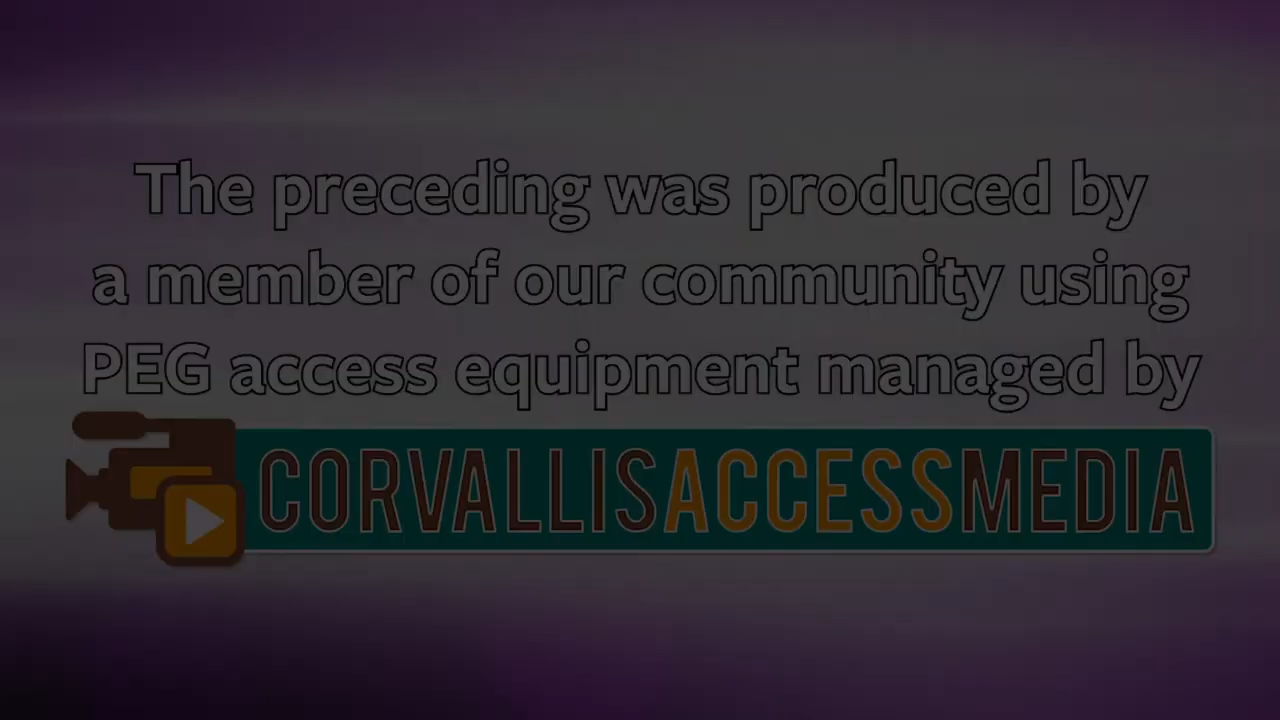 The preceding was produced by
a member of our community using
PEG access equipment managed by
CORVALLISACCESSMEDIA